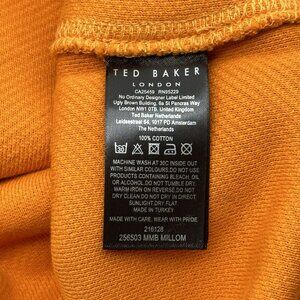 TED BAKER
LONDON
CA25459 RN95229
No Ordinary Designer Label Limited
Ugly Brown Building, 6a St Pancras Way
London NW1 0TB, United Kingdom
Ted Baker Netherlands
Leidsestraat 64, 1017 PD Amsterdam
The Netherlands
100% COTTON
MACHINE WASH AT 30C INSIDE OUT
WITH SIMILAR COLOURS.DO NOT USE
PRODUCTS CONTAINING BLEACH, OIL
OR ALCOHOL.DO NOT TUMBLE DRY.
WARM IRON ON REVERSE.DO NOT DRY
CLEAN DO NOT DRY IN DIRECT
SUNLIGHT DRY FLAT
MADE IN TURKEY
MADE WITH CARE, WEAR WITH PRIDE
216128
256503 MMB MILLOM